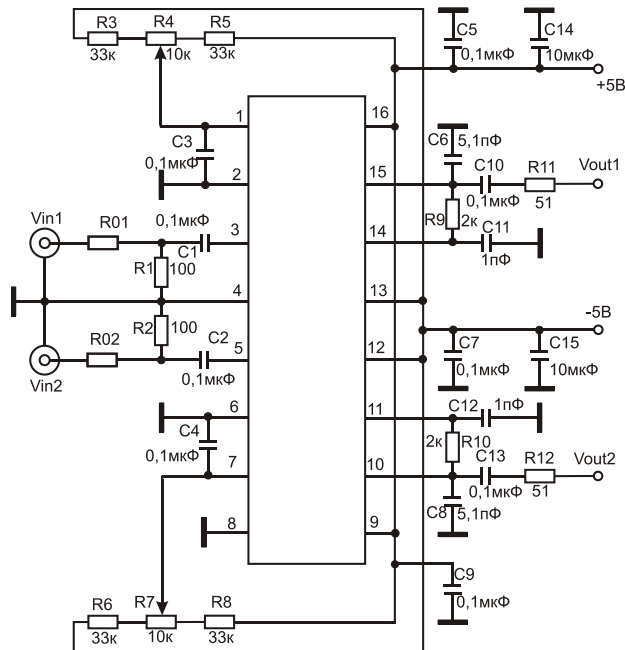 R3 R4 R5
33к 10к 33к
C5 C14
0,1мкФ 10мкФ
+5В
1 16
C3
0,1мкФ
C6 5,1пФ
2 15
C10 R11 Vout1
0,1мкФ 51
Vin1 R01 0,1мкФ
C1
3 14
R9 2к C11
1пФ
R1 100
4 13
R2 100
-5В
R02 C2
0,1мкФ
Vin2
5 12
C7 C15
0,1мкФ 10мкФ
6 11
C12 1пФ
C4
0,1мкФ
2к R10
C13 R12 Vout2
7 10
0,1мкФ 51
C8 5,1пФ
8 9
C9
0,1мкФ
R6 R7 R8
33к 10к 33к